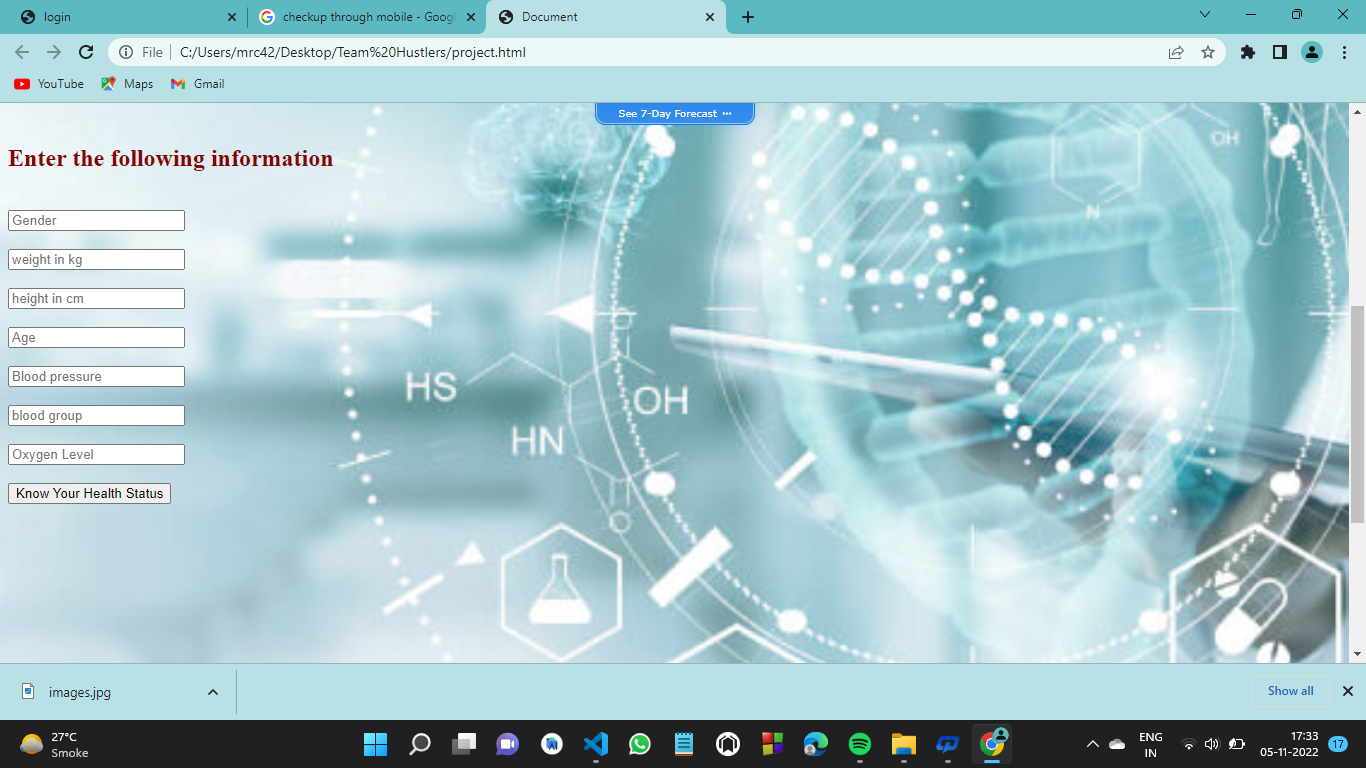 login
checkup through mobile - Googl
Document
File
C:/Users/mrc42/Desktop/Team%20Hustlers/project.html
YouTube
Maps
Gmail
See 7-Day Forecast ···
Enter the following information
Gender
weight in kg
height in cm
Age
Blood pressure
blood group
Oxygen Level
Know Your Health Status
OH
N
HS
OH
HN
H
O
images.jpg
Show all
27°C
Smoke
ENG
IN
17:33
05-11-2022
17